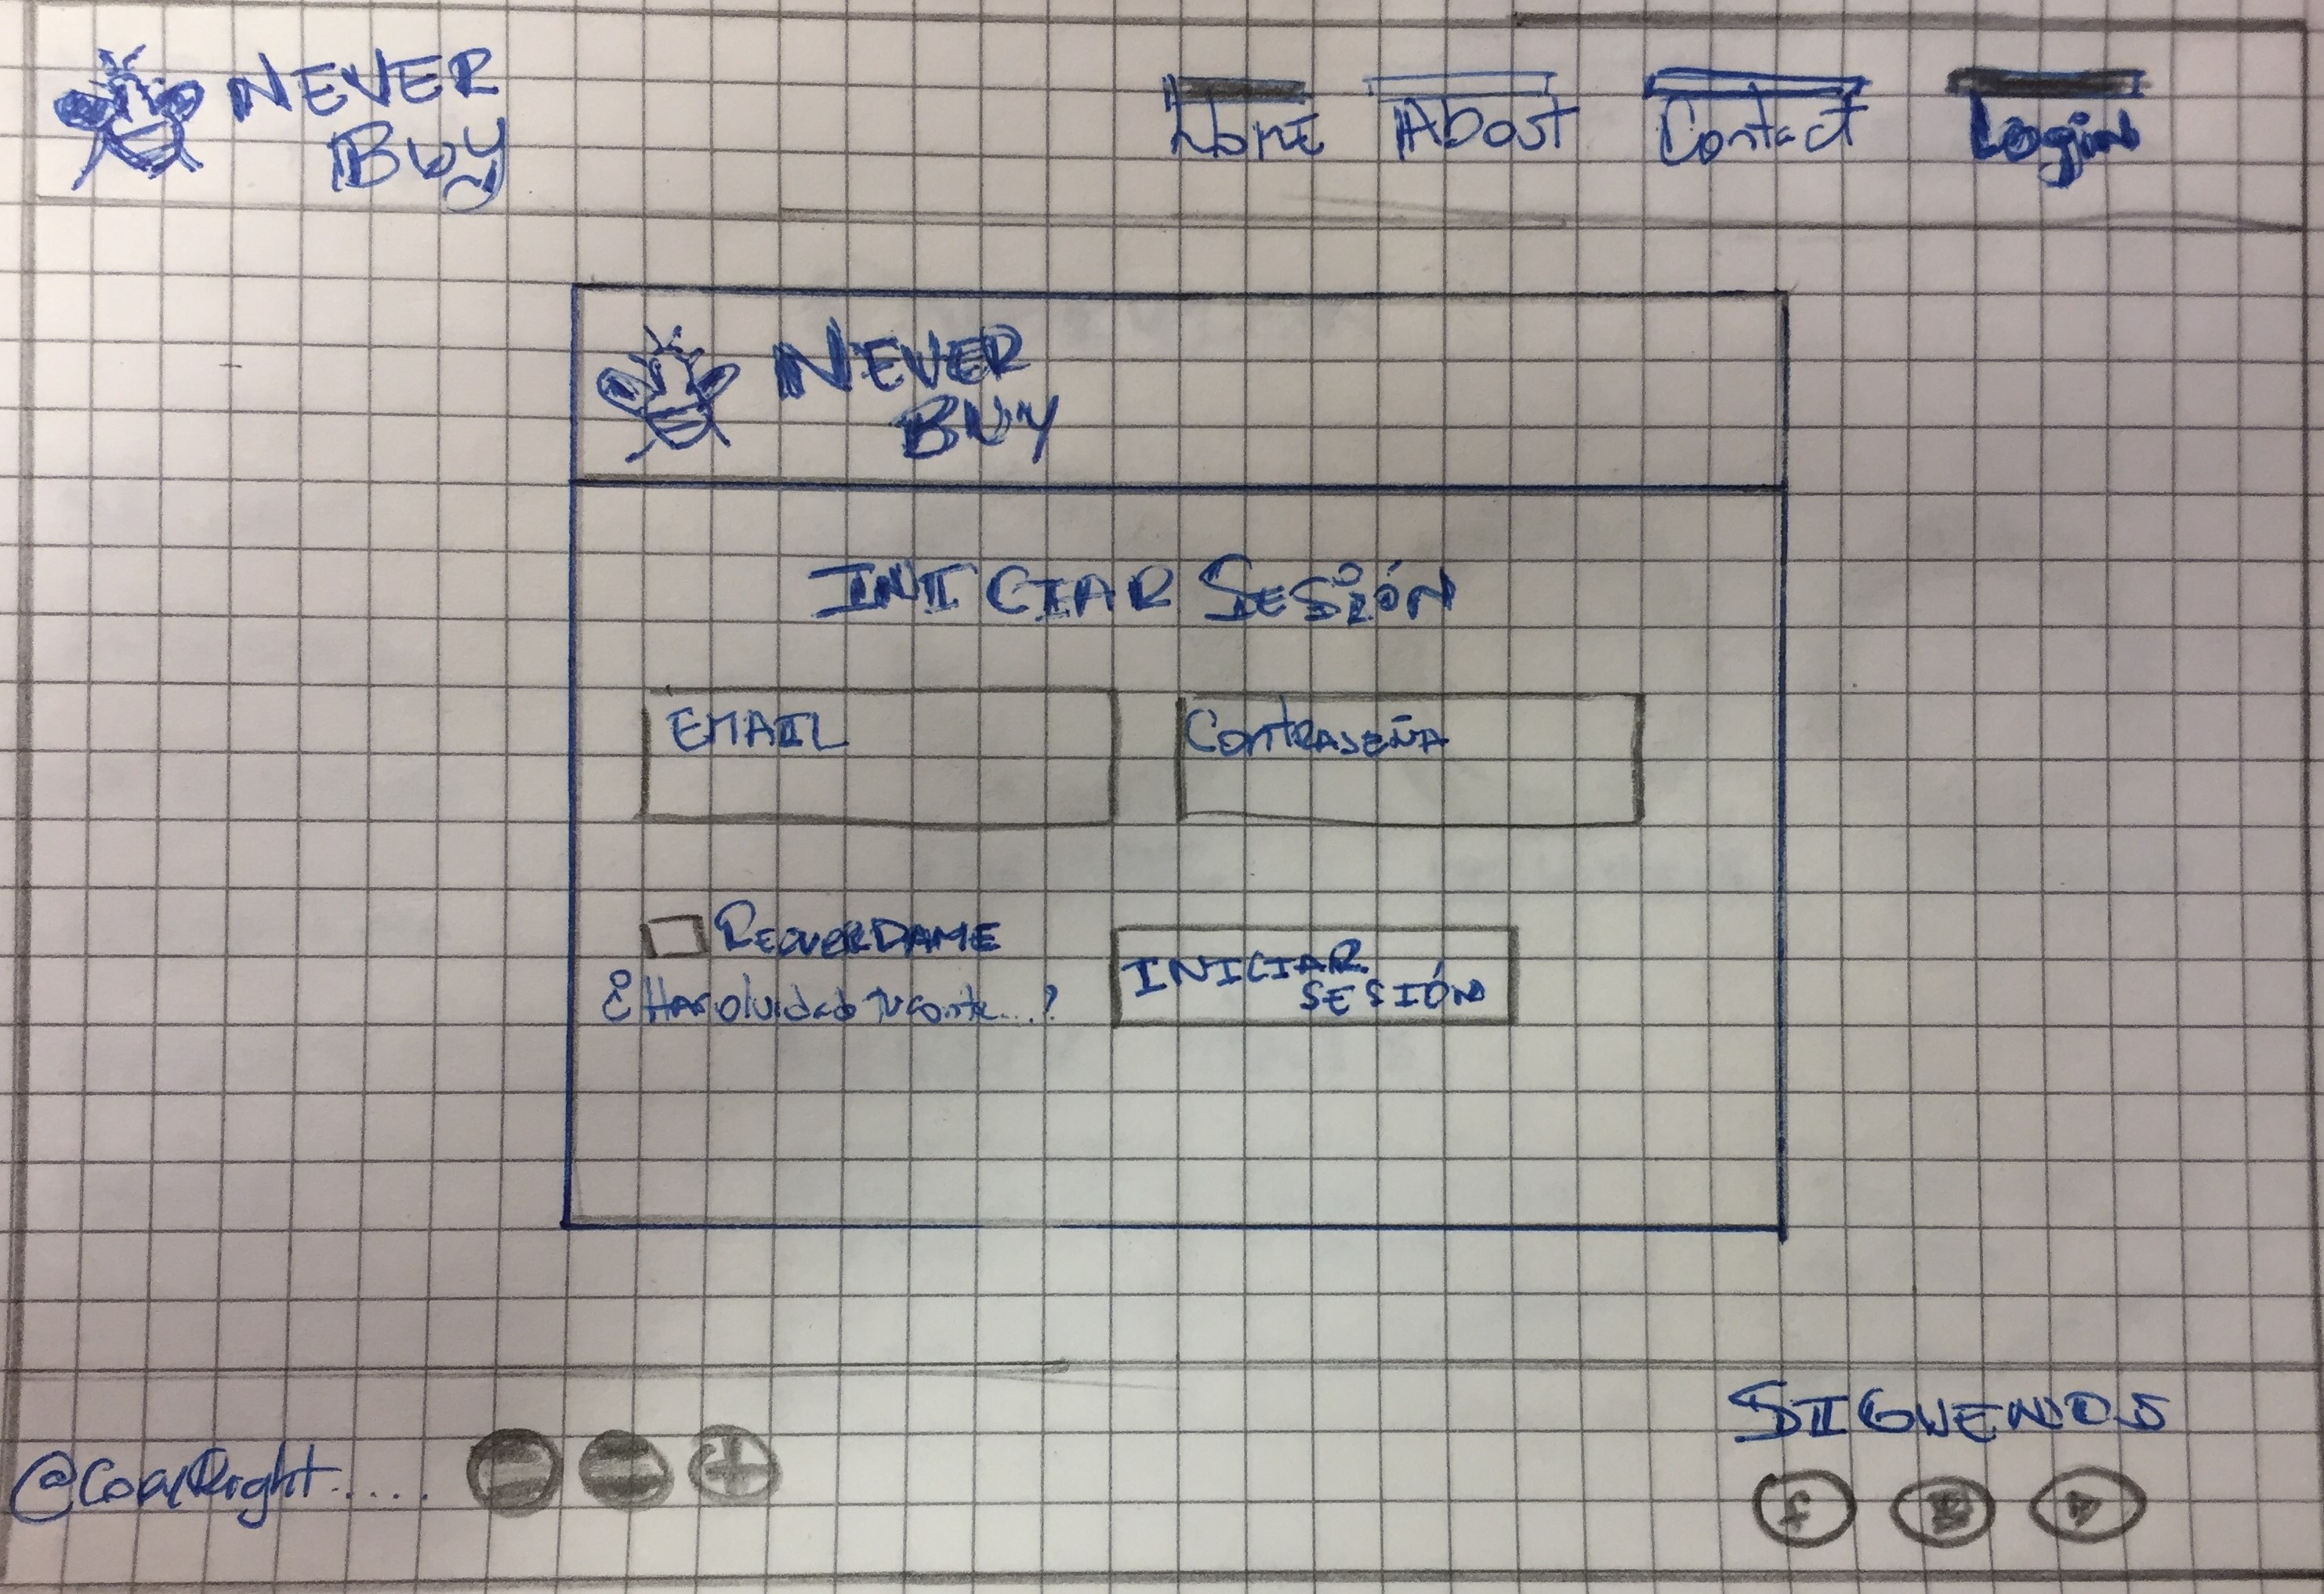 NEVER
Buy
Home About Contact Login
NEVER
BUY
INICIAR SESIÓN
EMAIL
CONTRASEÑA
RECUERDAME
¿Has olvidado tu conte...?
INICIAR
SESIÓN
SIGUENOS
@CopyRight.....
f